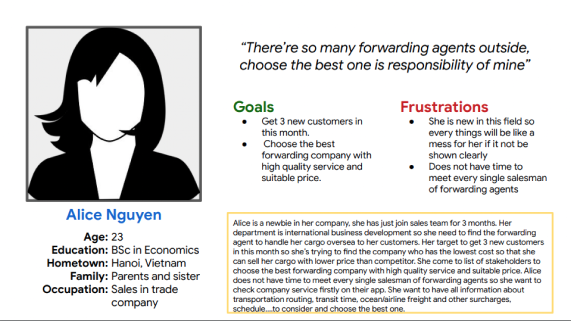 “There’re so many forwarding agents outside,
choose the best one is responsibility of mine”
Goals
● Get 3 new customers in
this month.
● Choose the best
forwarding company with
high quality service and
suitable price.
Frustrations
● She is new in this field so
every things will be like a
mess for her if it not be
shown clearly
● Does not have time to
meet every single salesman
of forwarding agents
Alice Nguyen
Age: 23
Education: BSc in Economics
Hometown: Hanoi, Vietnam
Family: Parents and sister
Occupation: Sales in trade
company
Alice is a newbie in her company, she has just join sales team for 3 months. Her
department is international business development so she need to find the forwarding
agent to handle her cargo oversea to her customers. Her target to get 3 new customers
in this month so she’s trying to find the company who has the lowest cost so that she
can sell her cargo with lower price than competitor. She come to list of stakeholders to
choose the best forwarding company with high quality service and suitable price. Alice
does not have time to meet every single salesman of forwarding agents so she want to
check company service firstly on their app. She want to have all information about
transportation routing, transit time, ocean/airline freight and other surcharges,
schedule....to consider and choose the best one.